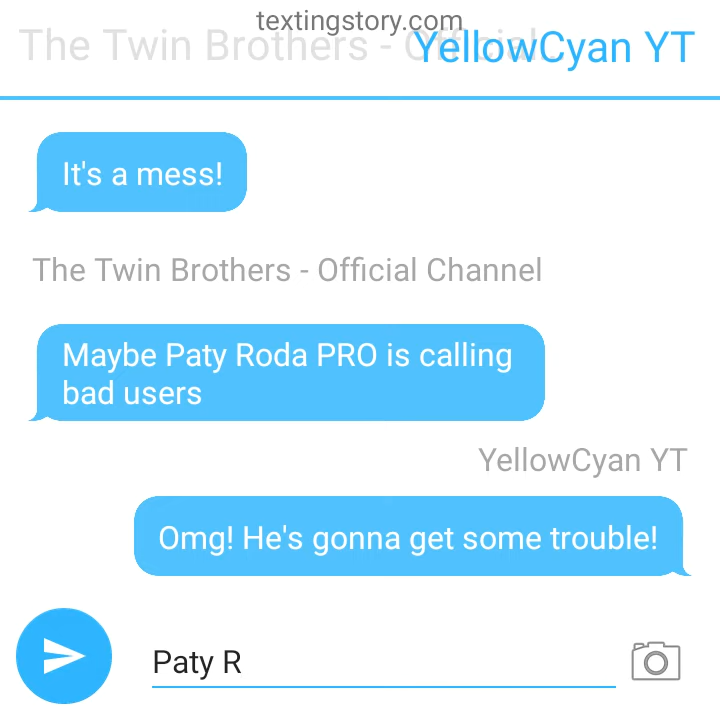 textingstory.com
The Twin Brothers - Official
YellowCyan YT
It's a mess!
The Twin Brothers - Official Channel
Maybe Paty Roda PRO is calling
bad users
YellowCyan YT
Omg! He's gonna get some trouble!
Paty R